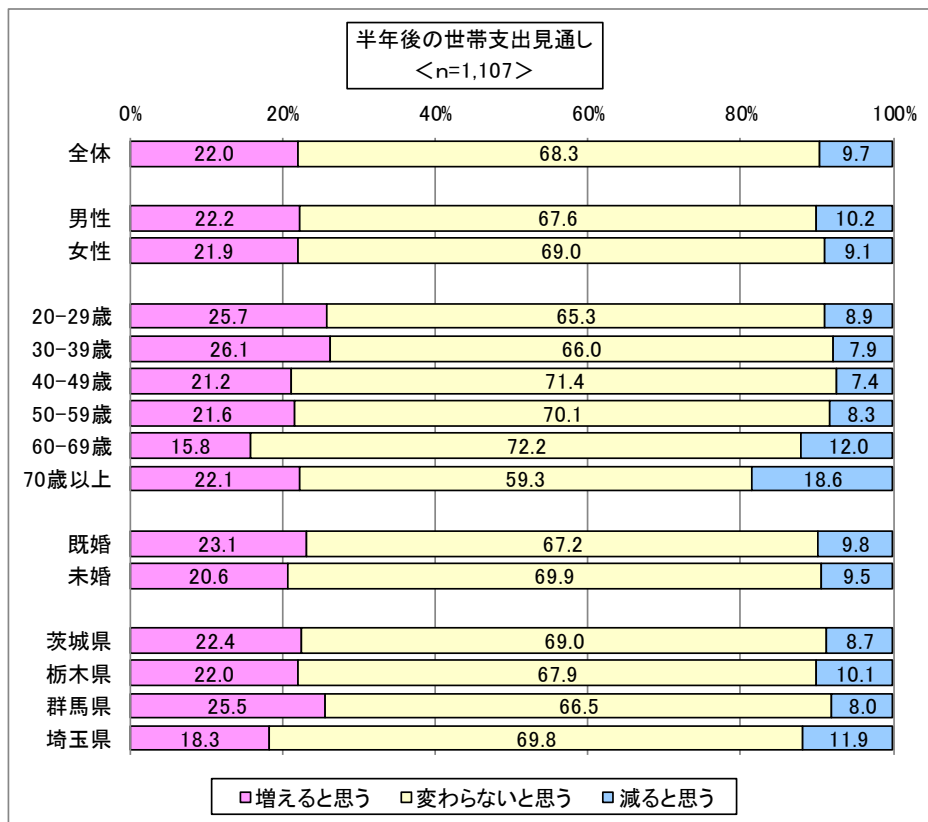 半年後の世帯支出見通し
＜n=1,107＞
0% 20% 40% 60% 80% 100%
全体 22.0 68.3 9.7
男性 22.2 67.6 10.2
女性 21.9 69.0 9.1
20-29歳 25.7 65.3 8.9
30-39歳 26.1 66.0 7.9
40-49歳 21.2 71.4 7.4
50-59歳 21.6 70.1 8.3
60-69歳 15.8 72.2 12.0
70歳以上 22.1 59.3 18.6
既婚 23.1 67.2 9.8
未婚 20.6 69.9 9.5
茨城県 22.4 69.0 8.7
栃木県 22.0 67.9 10.1
群馬県 25.5 66.5 8.0
埼玉県 18.3 69.8 11.9
増えると思う 変わらないと思う 減ると思う